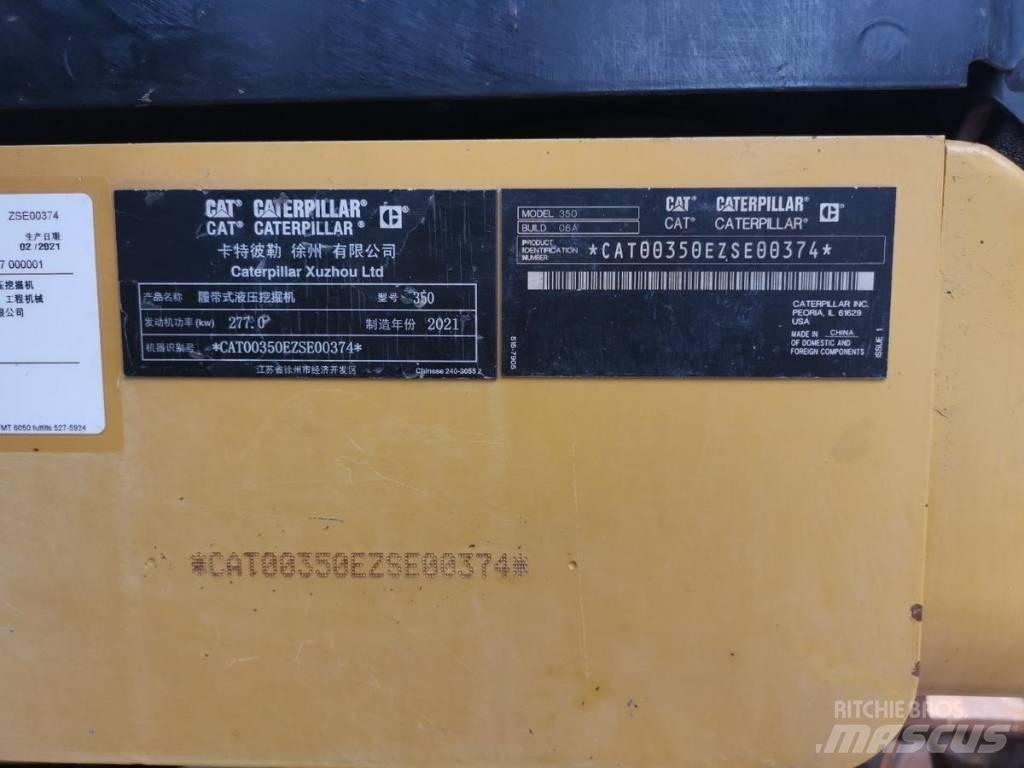 ZSE00374
生产日期
02 /2021
7 000001
压挖掘机
工程机械
限公司
TMT 6050 fulfills 527-5924
CAT® CATERPILLAR®
CAT® CATERPILLAR®
卡特彼勒 徐州 有限公司
Caterpillar Xuzhou Ltd
产品名称 履带式液压挖掘机 型号 350
发动机功率(kw) 277.0 制造年份 2021
机器识别号 *CAT00350EZSE00374*
江苏省徐州市经济开发区 Chinese 240-3055 2
MODEL 350
BUILD 06A
CAT® CATERPILLAR®
CAT® CATERPILLAR®
PRODUCT
IDENTIFICATION
NUMBER
*CAT00350EZSE00374*
CATERPILLAR INC.
PEORIA, IL 61629
USA
MADE IN CHINA
OF DOMESTIC AND
FOREIGN COMPONENTS
516-7905
ISSUE 1
*CAT00350EZSE00374*
RITCHIE BROS.
MASCUS